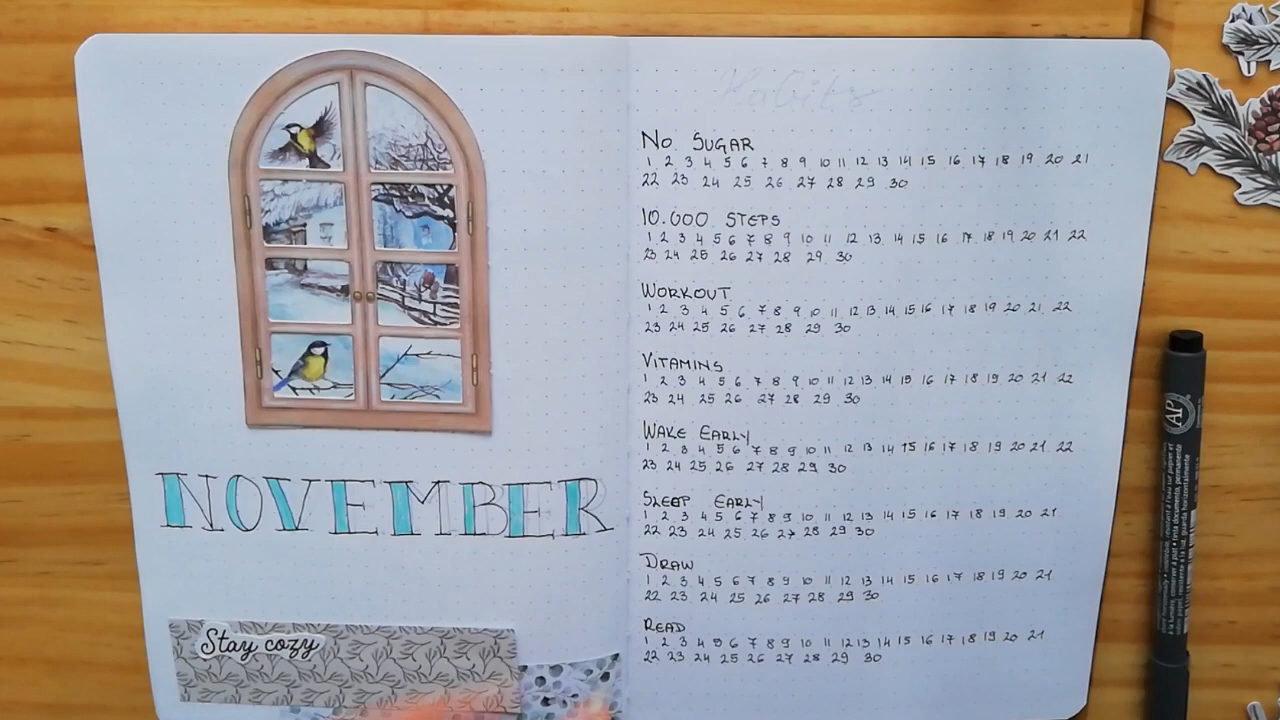 NOVEMBER
Stay cozy
Habits
No SUGAR
1 2 3 4 5 6 7 8 9 10 11 12 13 14 15 16 17 18 19 20 21
22 23 24 25 26 27 28 29 30
10.000 STEPS
1 2 3 4 5 6 7 8 9 10 11 12 13 14 15 16 17 18 19 20 21 22
23 24 25 26 27 28 29 30
WORKOUT
1 2 3 4 5 6 7 8 9 10 11 12 13 14 15 16 17 18 19 20 21 22
23 24 25 26 27 28 29 30
VITAMINS
1 2 3 4 5 6 7 8 9 10 11 12 13 14 15 16 17 18 19 20 21 22
23 24 25 26 27 28 29 30
WAKE EARLY
1 2 3 4 5 6 7 8 9 10 11 12 13 14 15 16 17 18 19 20 21 22
23 24 25 26 27 28 29 30
SLEEP EARLY
1 2 3 4 5 6 7 8 9 10 11 12 13 14 15 16 17 18 19 20 21
22 23 24 25 26 27 28 29 30
DRAW
1 2 3 4 5 6 7 8 9 10 11 12 13 14 15 16 17 18 19 20 21
22 23 24 25 26 27 28 29 30
READ
1 2 3 4 5 6 7 8 9 10 11 12 13 14 15 16 17 18 19 20 21
22 23 24 25 26 27 28 29 30
AP